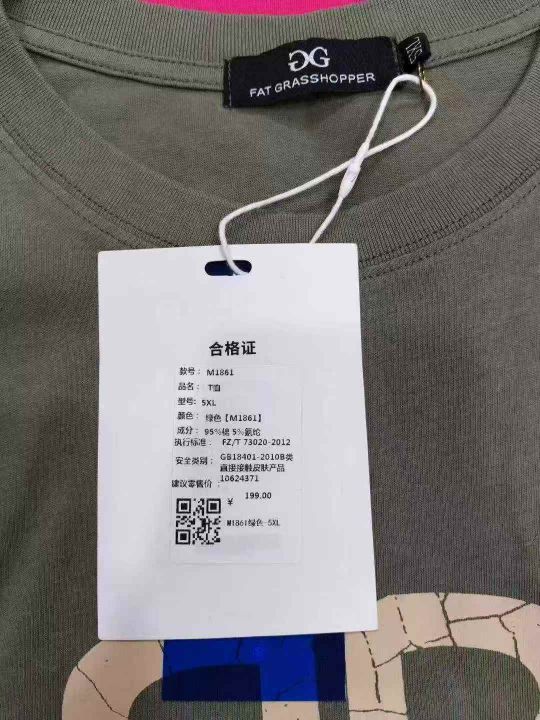 GG
FAT GRASSHOPPER
合格证
款号： M1861
品名： T恤
型号: 5XL
颜色： 绿色【M1861】
成分： 95%棉 5%氨纶
执行标准： FZ/T 73020-2012
安全类别： GB18401-2010B类
直接接触皮肤产品
10624371
建议零售价：
¥ 199.00
M1861绿色-5XL